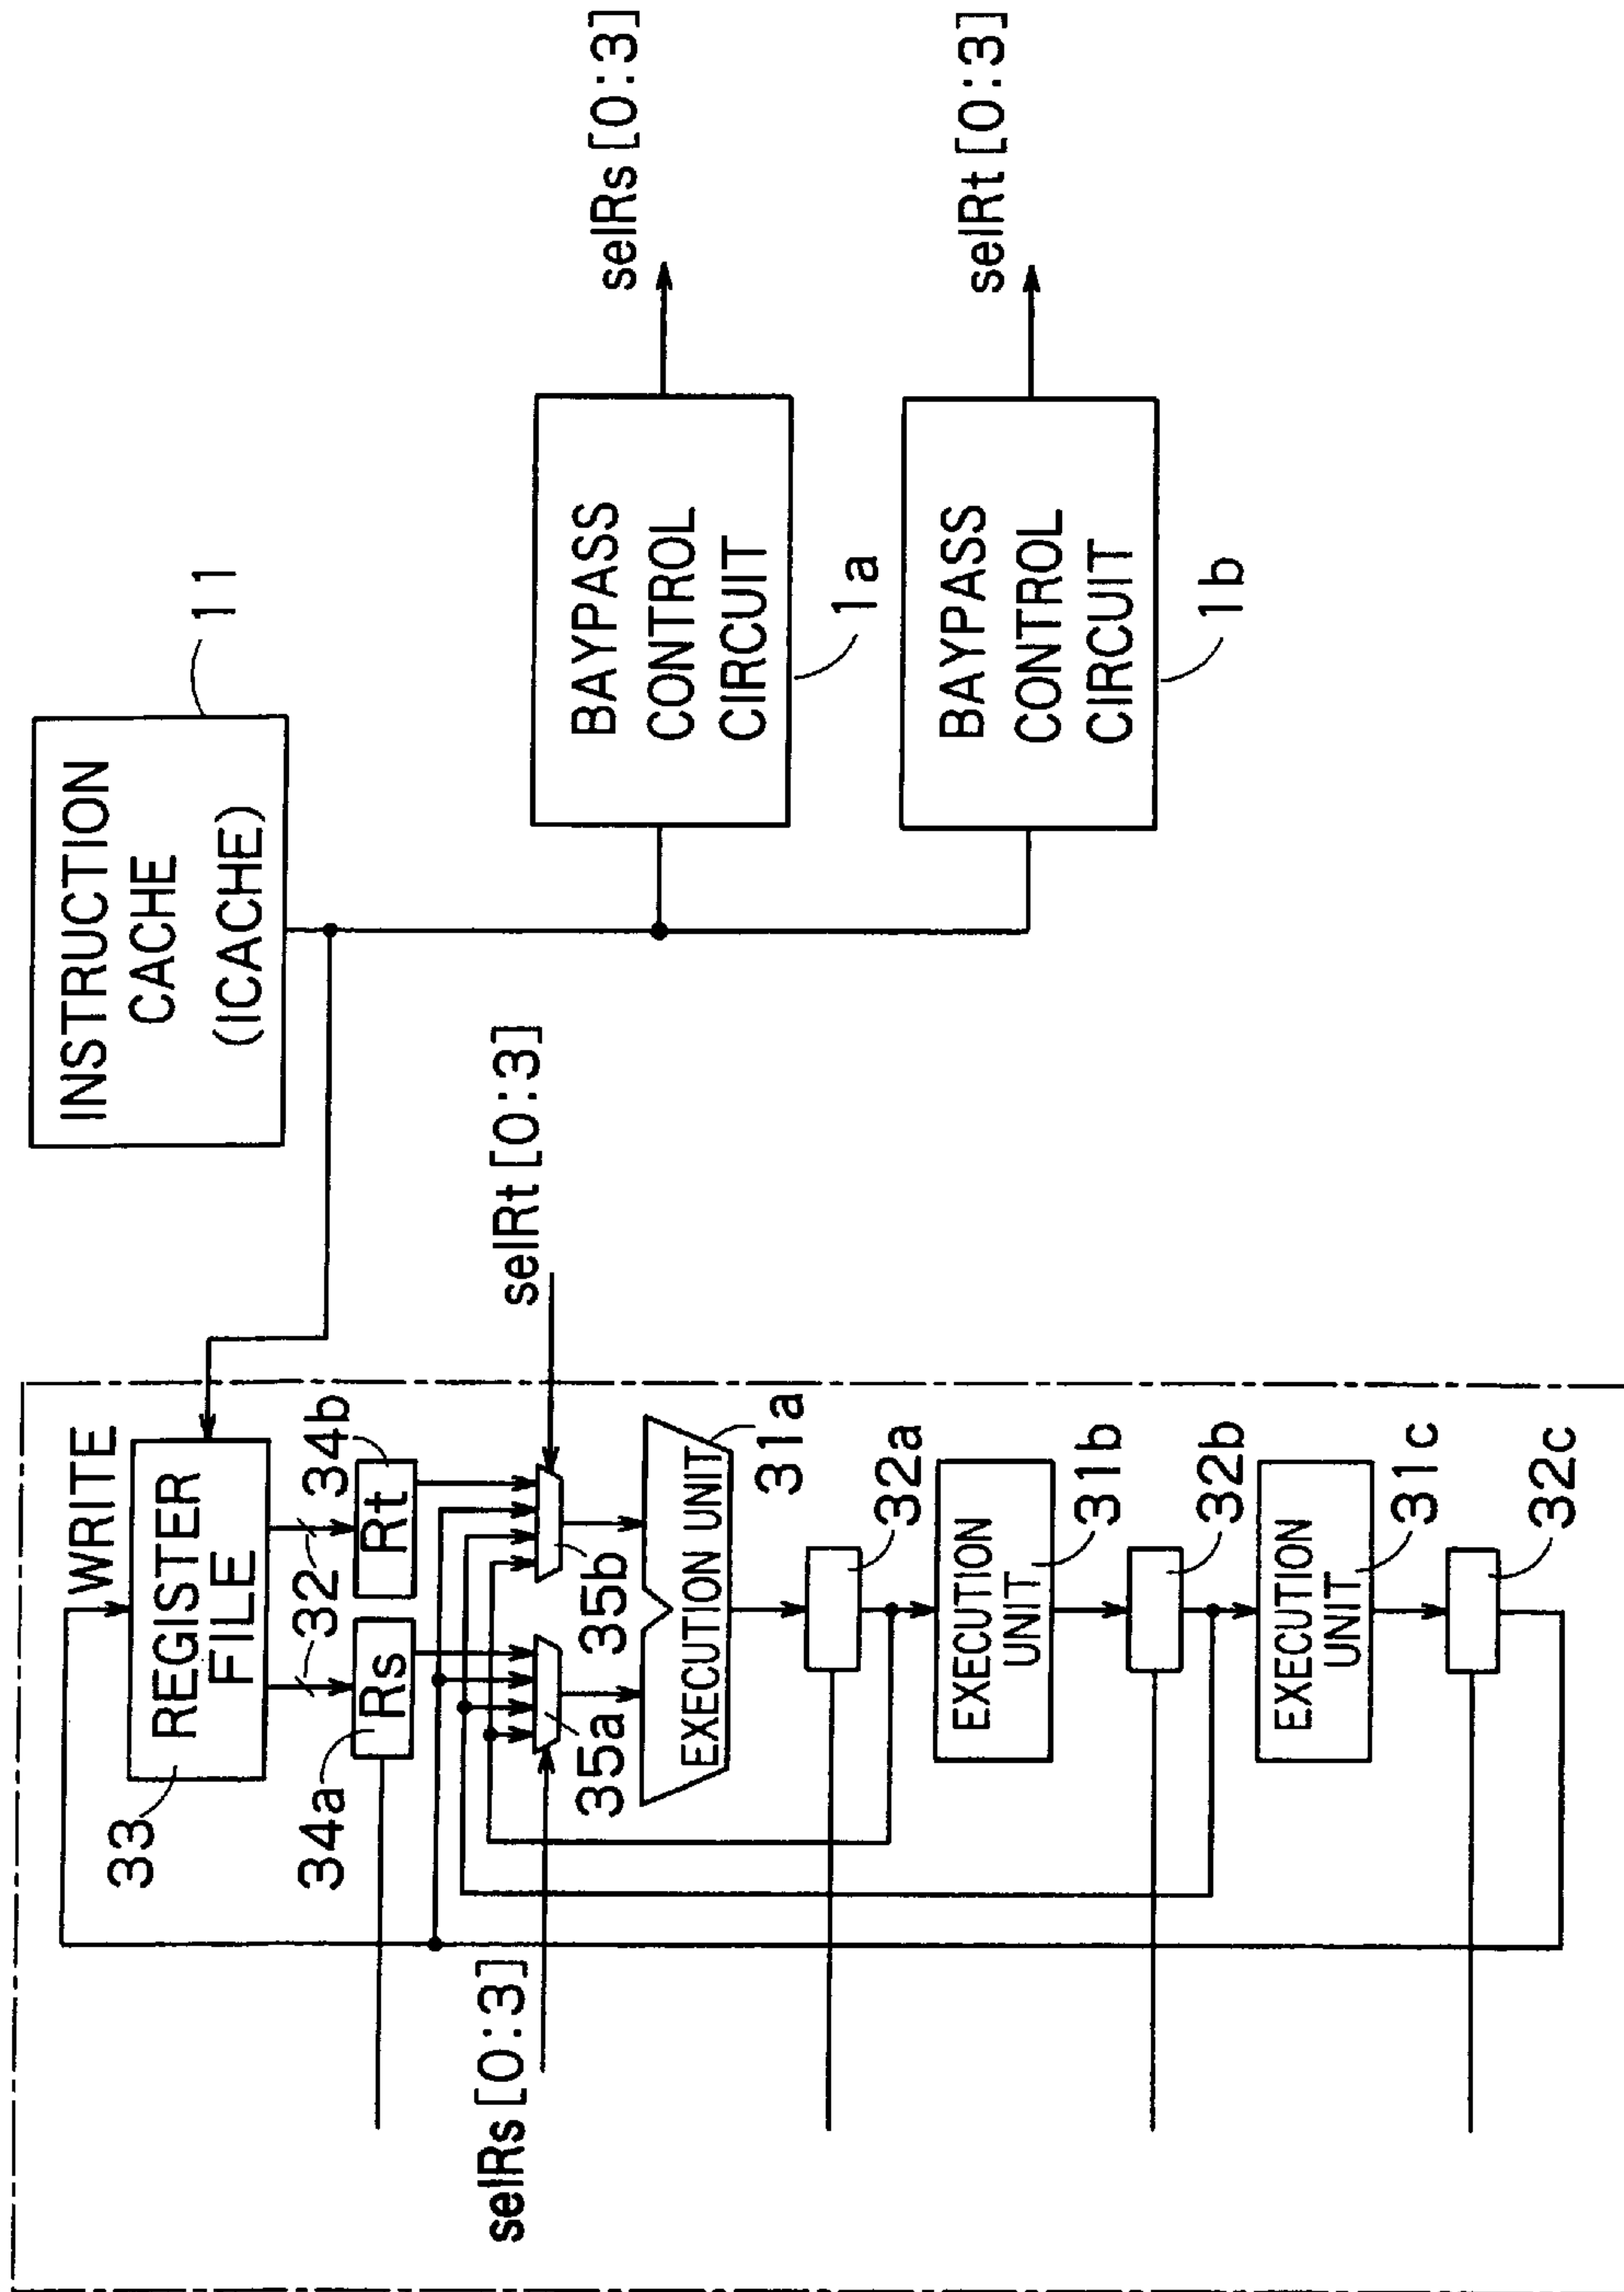 INSTRUCTION
CACHE
(ICACHE)
11
BAYPASS
CONTROL
CIRCUIT
1a
selRs [0:3]
BAYPASS
CONTROL
CIRCUIT
1b
selRt [0:3]
WRITE
REGISTER
FILE
33
32
34a
Rs
Rt
34b
selRs [0:3]
selRt [0:3]
35a
35b
EXECUTION UNIT
31a
32a
EXECUTION
UNIT
31b
32b
EXECUTION
UNIT
31c
32c